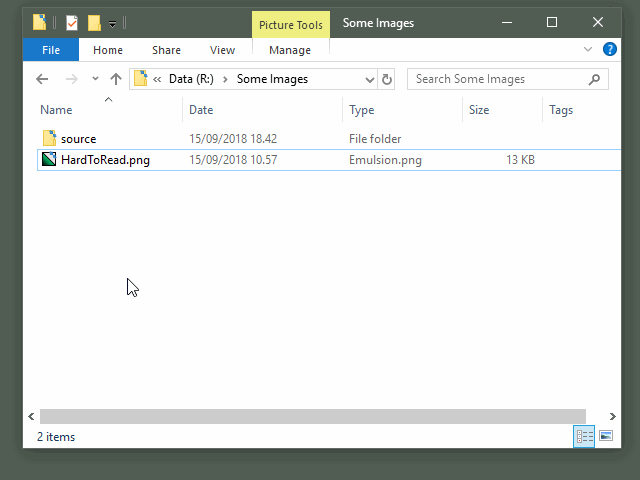 Picture Tools
Some Images
File Home Share View Manage
« Data (R:) › Some Images
Search Some Images
Name Date Type Size Tags
source 15/09/2018 18.42 File folder
HardToRead.png 15/09/2018 10.57 Emulsion.png 13 KB
2 items